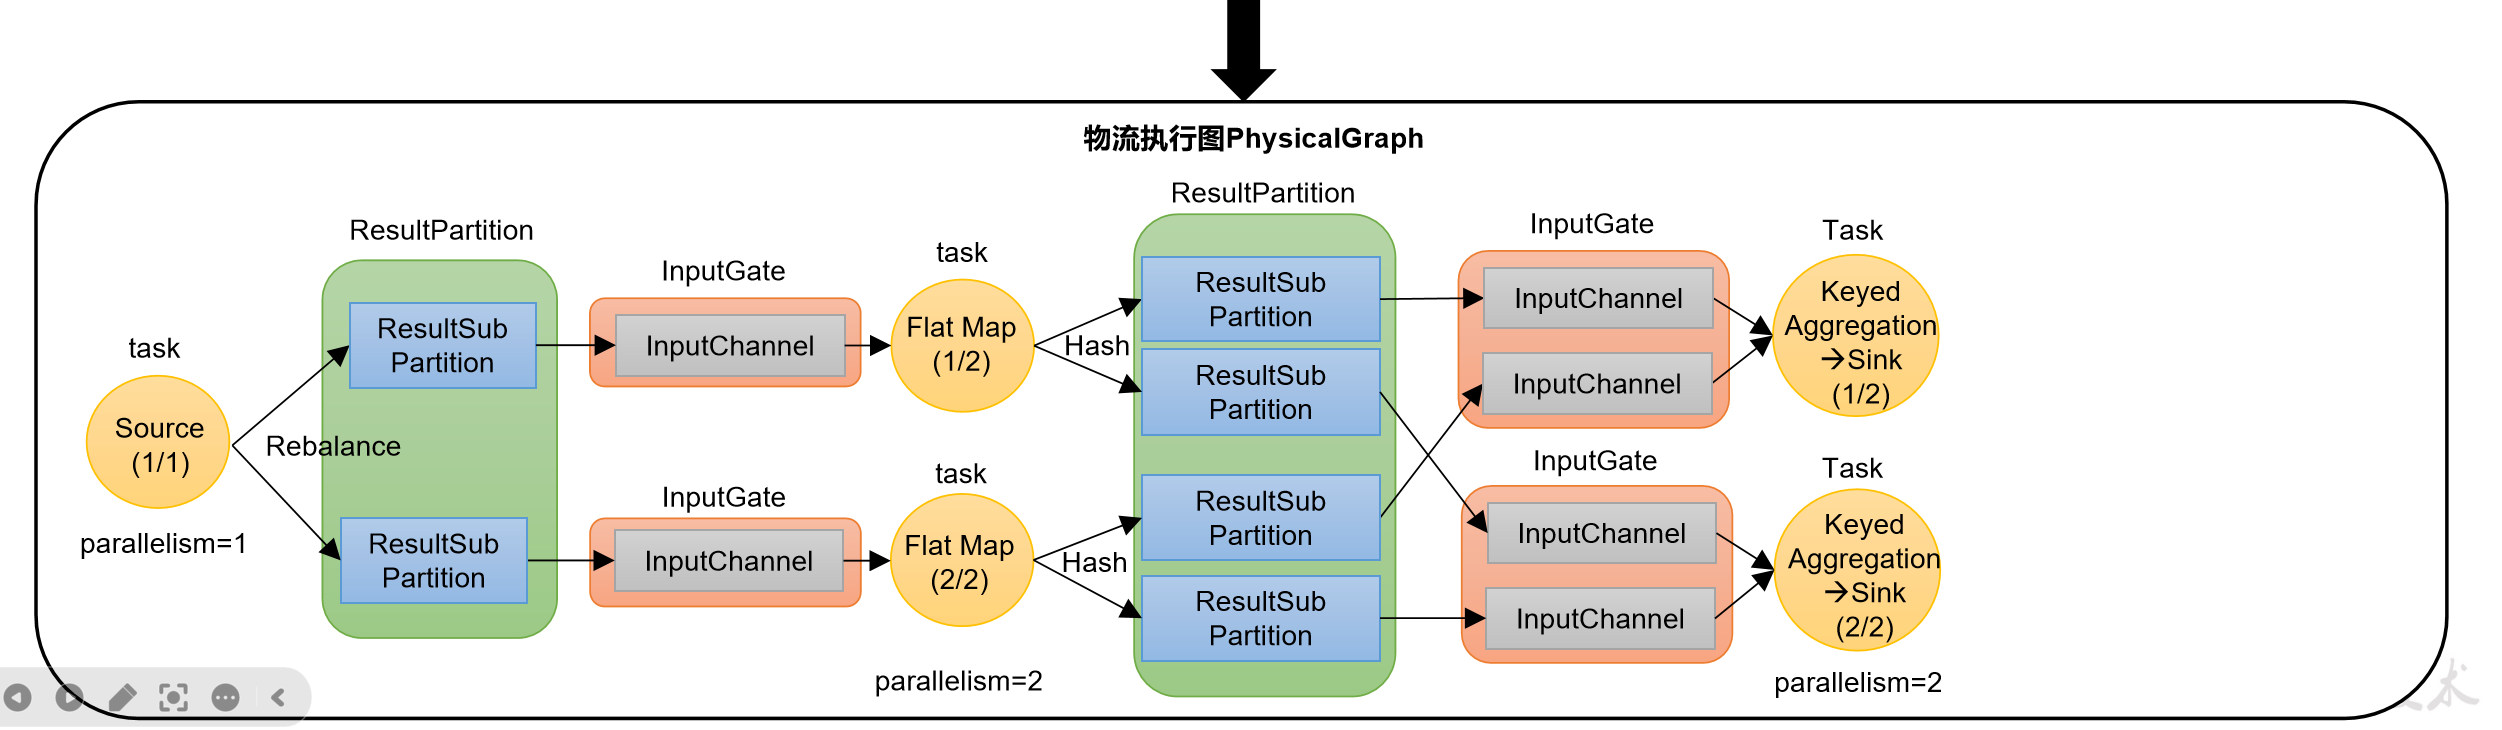 物流执行图PhysicalGraph
task
Source
(1/1)
parallelism=1
Rebalance
ResultPartition
ResultSub
Partition
ResultSub
Partition
InputGate
InputChannel
InputGate
InputChannel
task
Flat Map
(1/2)
task
Flat Map
(2/2)
parallelism=2
Hash
Hash
ResultPartition
ResultSub
Partition
ResultSub
Partition
ResultSub
Partition
ResultSub
Partition
InputGate
InputChannel
InputChannel
InputGate
InputChannel
InputChannel
Task
Keyed
Aggregation
→Sink
(1/2)
Task
Keyed
Aggregation
→Sink
(2/2)
parallelism=2